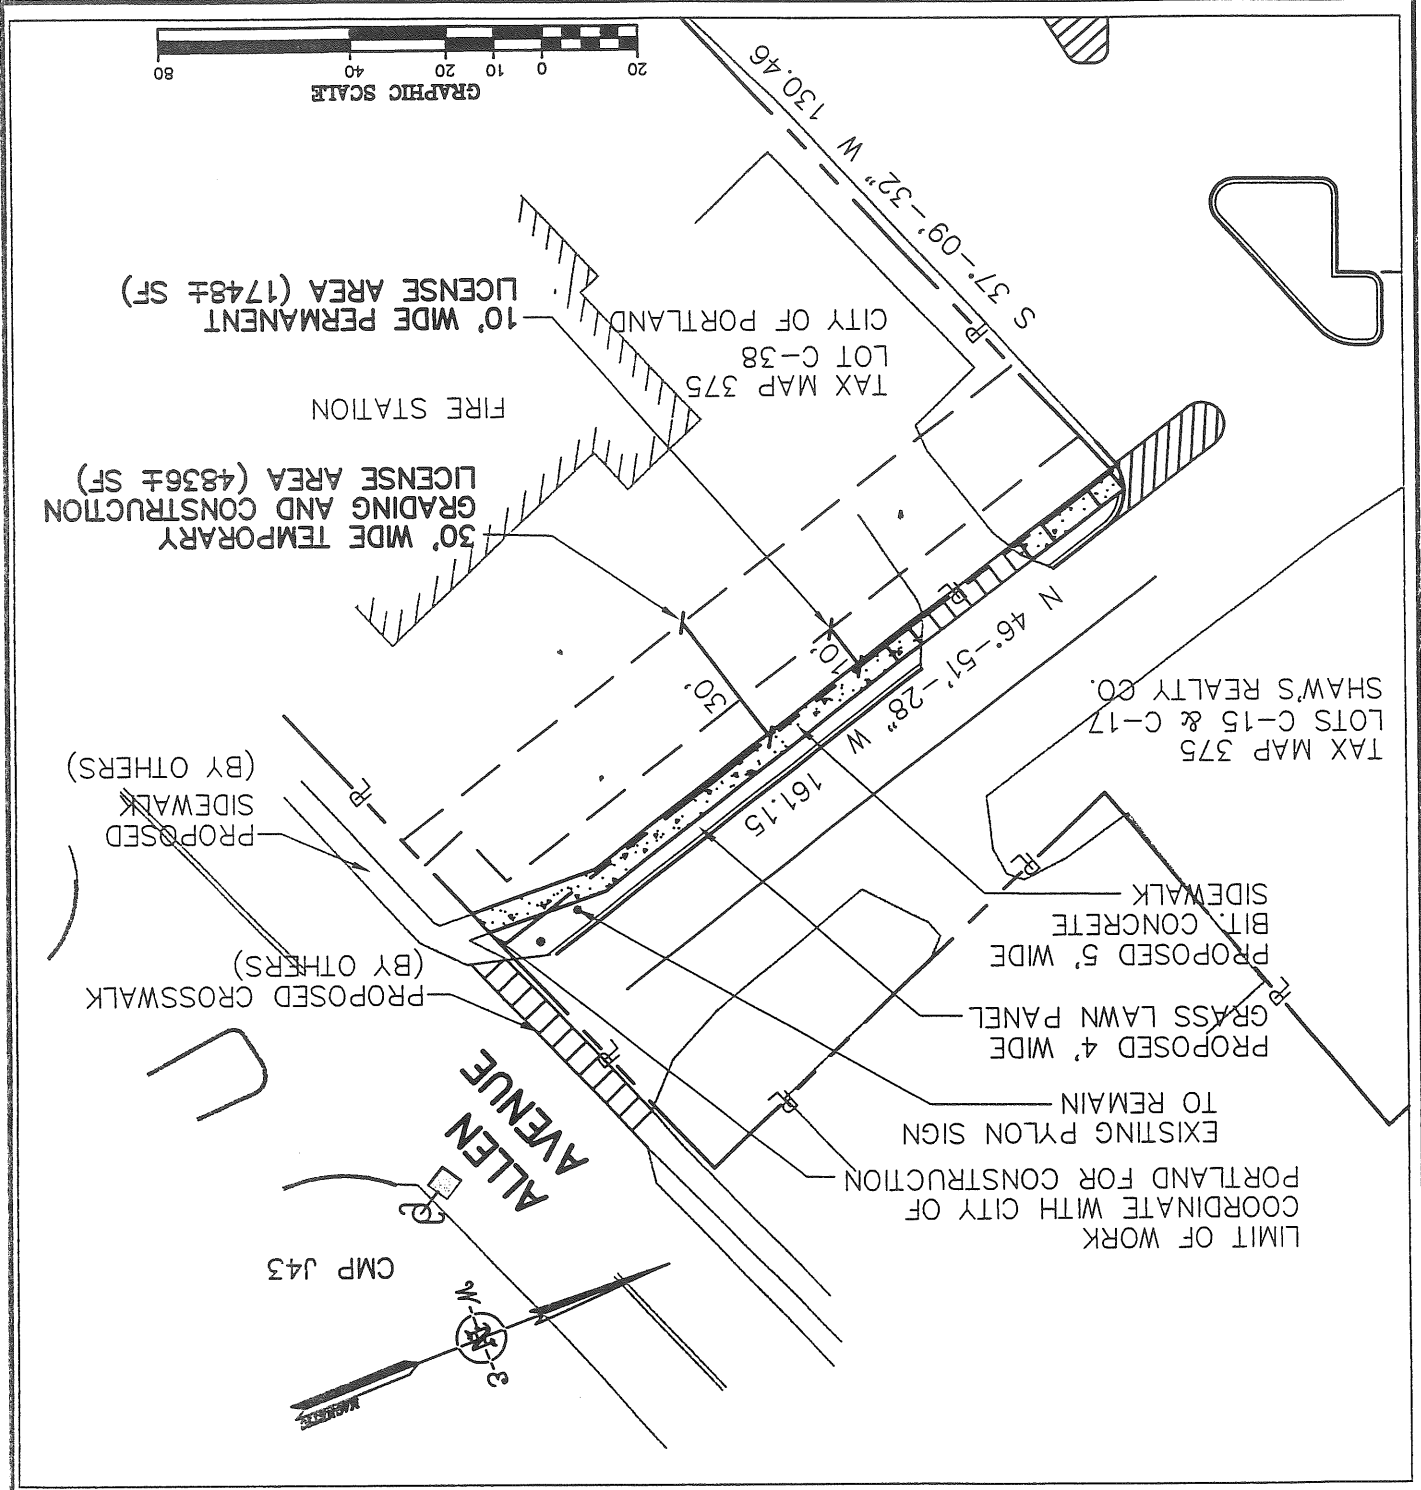 MAGNETIC
CMP J43
LIMIT OF WORK
COORDINATE WITH CITY OF
PORTLAND FOR CONSTRUCTION
ALLEN
AVENUE
EXISTING PYLON SIGN
TO REMAIN
PROPOSED 4' WIDE
GRASS LAWN PANEL
PROPOSED CROSSWALK
(BY OTHERS)
PROPOSED 5' WIDE
BIT. CONCRETE
SIDEWALK
PROPOSED
SIDEWALK
(BY OTHERS)
TAX MAP 375
LOTS C-15 & C-17
SHAW'S REALTY CO.
N 46°-51'-28" W 161.15
30'
10'
30' WIDE TEMPORARY
GRADING AND CONSTRUCTION
LICENSE AREA (4836± SF)
FIRE STATION
TAX MAP 375
LOT C-38
CITY OF PORTLAND
10' WIDE PERMANENT
LICENSE AREA (1748± SF)
S 37°-09'-32" W 130.46
GRAPHIC SCALE
20 0 10 20 40 80